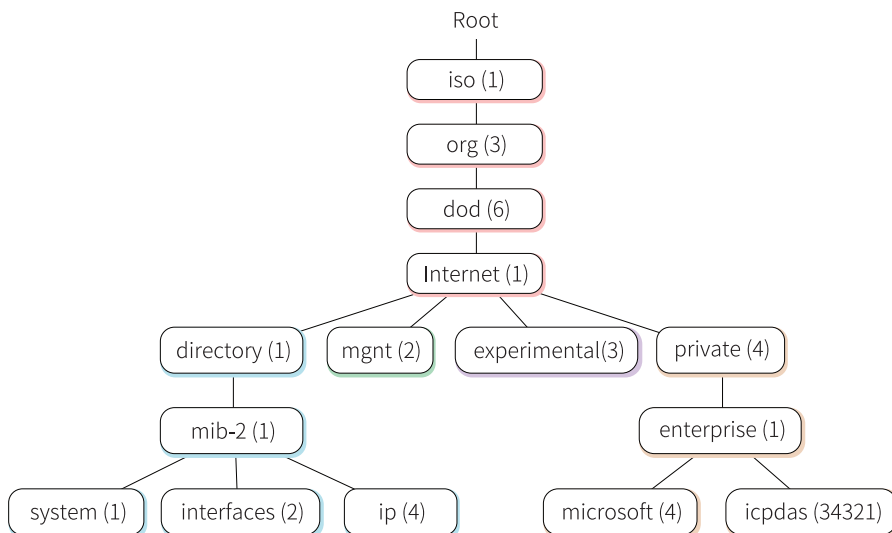 Root
iso (1)
org (3)
dod (6)
Internet (1)
directory (1)
mgnt (2)
experimental(3)
private (4)
mib-2 (1)
enterprise (1)
system (1)
interfaces (2)
ip (4)
microsoft (4)
icpdas (34321)